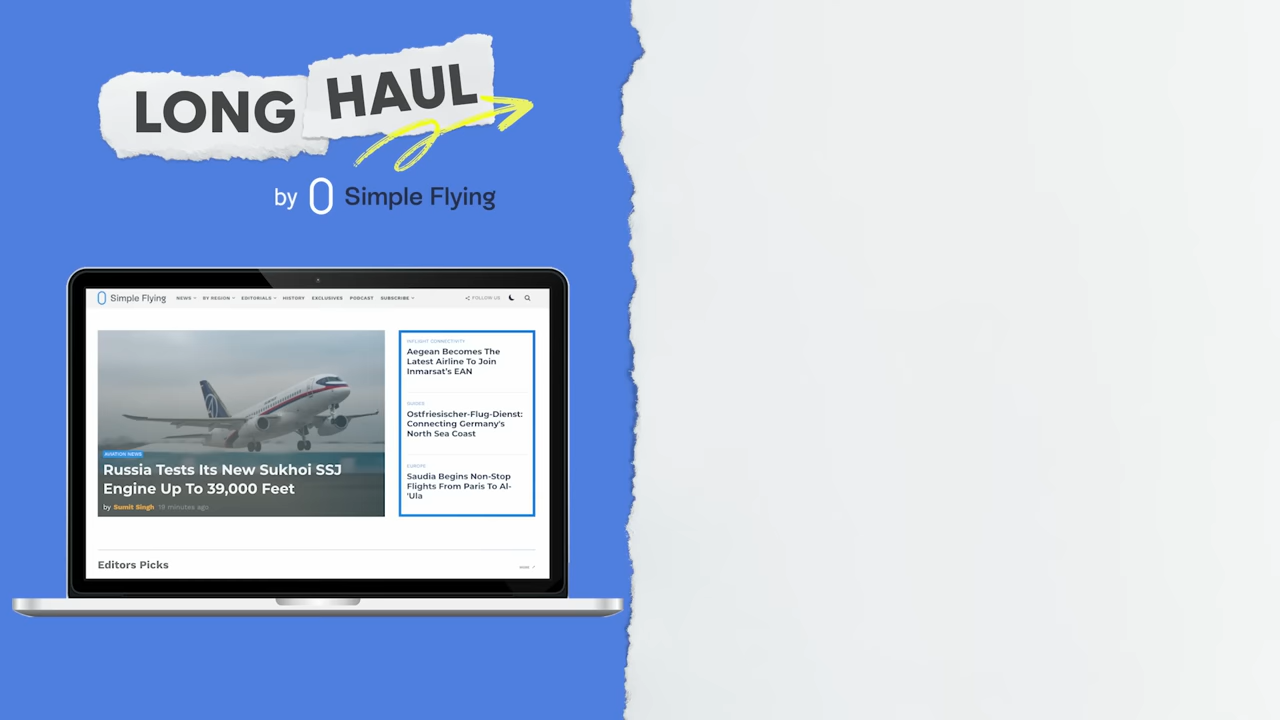 LONG HAUL
by Simple Flying
Simple Flying NEWS BY REGION EDITORIALS HISTORY EXCLUSIVES PODCAST SUBSCRIBE FOLLOW US
INFLIGHT CONNECTIVITY
Aegean Becomes The
Latest Airline To Join
Inmarsat's EAN
GUIDES
Ostfriesischer-Flug-Dienst:
Connecting Germany's
North Sea Coast
EUROPE
Saudia Begins Non-Stop
Flights From Paris To Al-
'Ula
AVIATION NEWS
Russia Tests Its New Sukhoi SSJ
Engine Up To 39,000 Feet
by Sumit Singh 19 minutes ago
Editors Picks